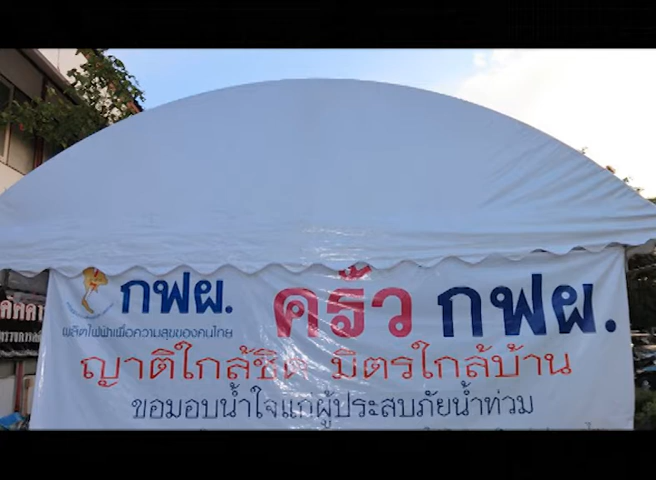 กฟผ.
ครัว กฟผ.
ผลิตไฟฟ้าเพื่อความสุขของคนไทย
ญาติใกล้ชิด มิตรใกล้บ้าน
ขอมอบน้ำใจแก่ผู้ประสบภัยน้ำท่วม